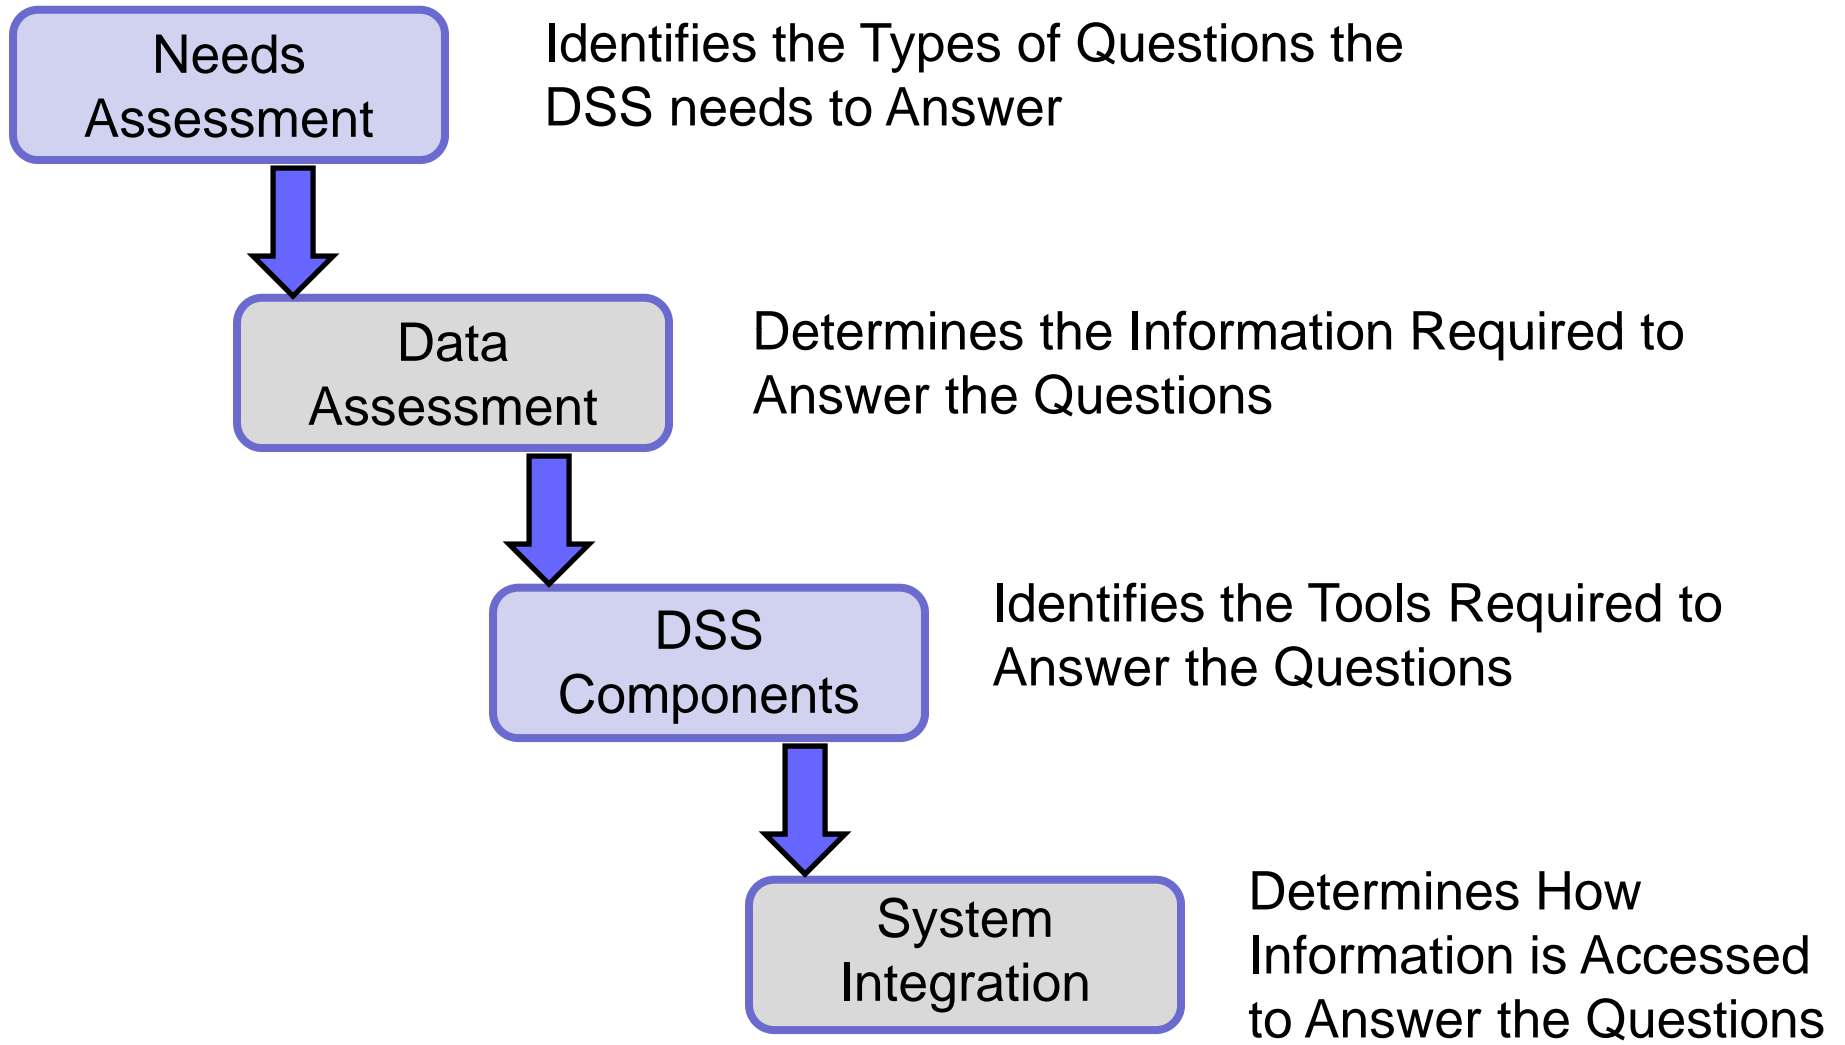 Needs
Assessment
Identifies the Types of Questions the
DSS needs to Answer
Data
Assessment
Determines the Information Required to
Answer the Questions
DSS
Components
Identifies the Tools Required to
Answer the Questions
System
Integration
Determines How
Information is Accessed
to Answer the Questions